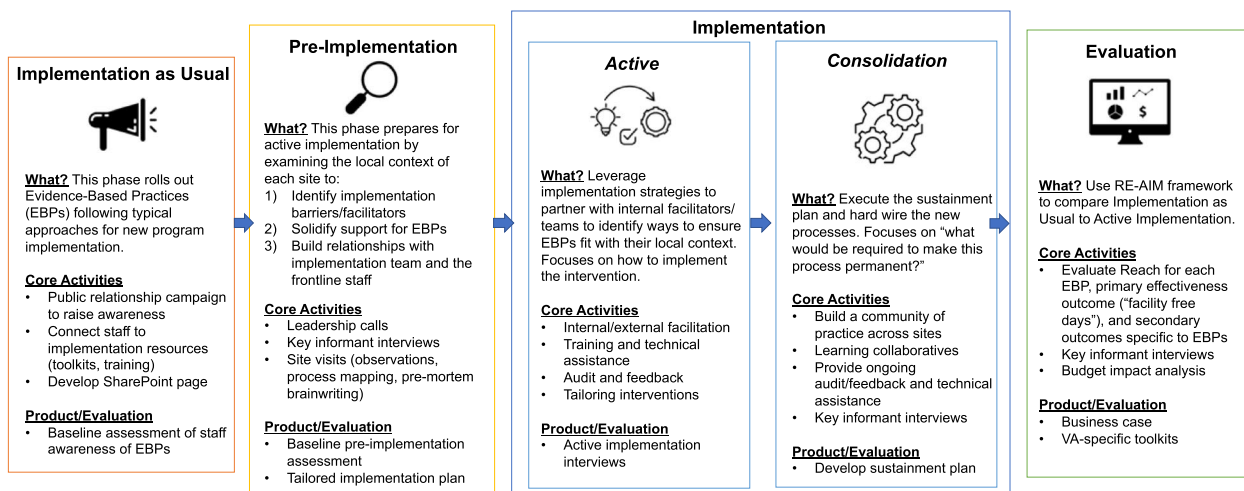 Implementation as Usual
What? This phase rolls out
Evidence-Based Practices
(EBPs) following typical
approaches for new program
implementation.
Core Activities
• Public relationship campaign
to raise awareness
• Connect staff to
implementation resources
(toolkits, training)
• Develop SharePoint page
Product/Evaluation
• Baseline assessment of staff
awareness of EBPs
Pre-Implementation
What? This phase prepares for
active implementation by
examining the local context of
each site to:
1) Identify implementation
barriers/facilitators
2) Solidify support for EBPs
3) Build relationships with
implementation team and the
frontline staff
Core Activities
• Leadership calls
• Key informant interviews
• Site visits (observations,
process mapping, pre-mortem
brainwriting)
Product/Evaluation
• Baseline pre-implementation
assessment
• Tailored implementation plan
Implementation
Active
What? Leverage
implementation strategies to
partner with internal facilitators/
teams to identify ways to ensure
EBPs fit with their local context.
Focuses on how to implement
the intervention.
Core Activities
• Internal/external facilitation
• Training and technical
assistance
• Audit and feedback
• Tailoring interventions
Product/Evaluation
• Active implementation
interviews
Consolidation
What? Execute the sustainment
plan and hard wire the new
processes. Focuses on “what
would be required to make this
process permanent?”
Core Activities
• Build a community of
practice across sites
• Learning collaboratives
• Provide ongoing
audit/feedback and technical
assistance
• Key informant interviews
Product/Evaluation
• Develop sustainment plan
Evaluation
$
What? Use RE-AIM framework
to compare Implementation as
Usual to Active Implementation.
Core Activities
• Evaluate Reach for each
EBP, primary effectiveness
outcome (“facility free
days”), and secondary
outcomes specific to EBPs
• Key informant interviews
• Budget impact analysis
Product/Evaluation
• Business case
• VA-specific toolkits